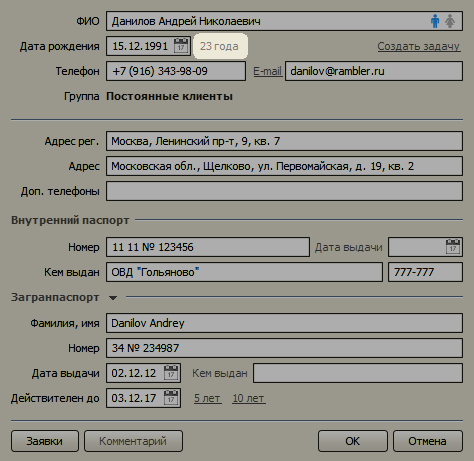 ФИО Данилов Андрей Николаевич
Дата рождения 15.12.1991 17 23 года Создать задачу
Телефон +7 (916) 343-98-09 E-mail danilov@rambler.ru
Группа Постоянные клиенты
Адрес рег. Москва, Ленинский пр-т, 9, кв. 7
Адрес Московская обл., Щелково, ул. Первомайская, д. 19, кв. 2
Доп. телефоны
Внутренний паспорт
Номер 11 11 № 123456 Дата выдачи 17
Кем выдан ОВД "Гольяново" 777-777
Загранпаспорт
Фамилия, имя Danilov Andrey
Номер 34 № 234987
Дата выдачи 02.12.12 17 Кем выдан
Действителен до 03.12.17 17 5 лет 10 лет
Заявки Комментарий OK Отмена